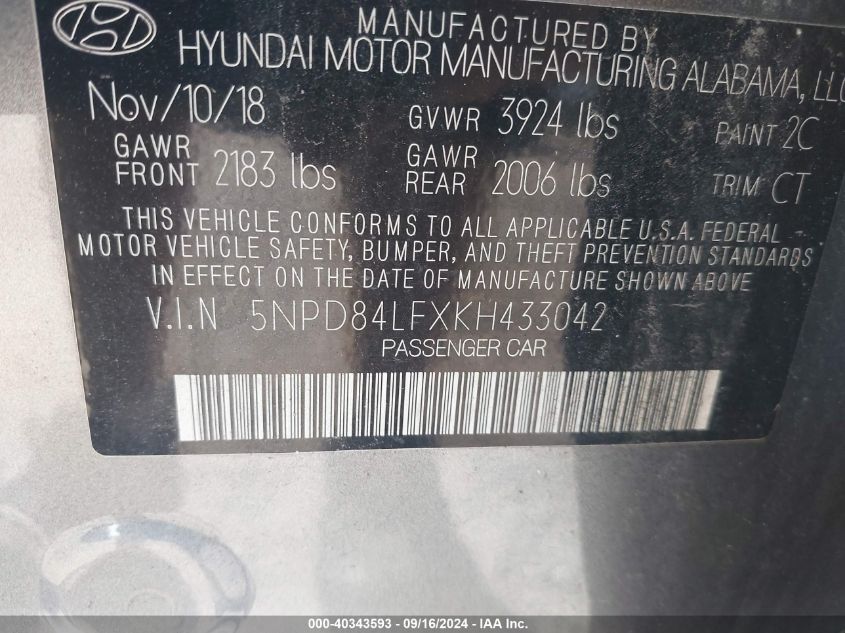 MANUFACTURED BY
HYUNDAI MOTOR MANUFACTURING ALABAMA, LLC
Nov/10/18 GVWR 3924 lbs PAINT 2C
GAWR FRONT 2183 lbs GAWR REAR 2006 lbs TRIM CT
THIS VEHICLE CONFORMS TO ALL APPLICABLE U.S.A. FEDERAL
MOTOR VEHICLE SAFETY, BUMPER, AND THEFT PREVENTION STANDARDS
IN EFFECT ON THE DATE OF MANUFACTURE SHOWN ABOVE
V.I.N 5NPD84LFXKH433042
PASSENGER CAR
000-40343593 - 09/16/2024 - IAA Inc.